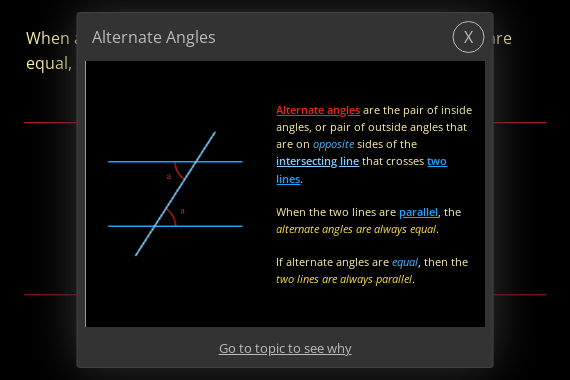 When a
are
equal,
Alternate Angles
X
Alternate angles are the pair of inside
angles, or pair of outside angles that
are on opposite sides of the
intersecting line that crosses two
lines.
a
a
When the two lines are parallel, the
alternate angles are always equal.
If alternate angles are equal, then the
two lines are always parallel.
Go to topic to see why